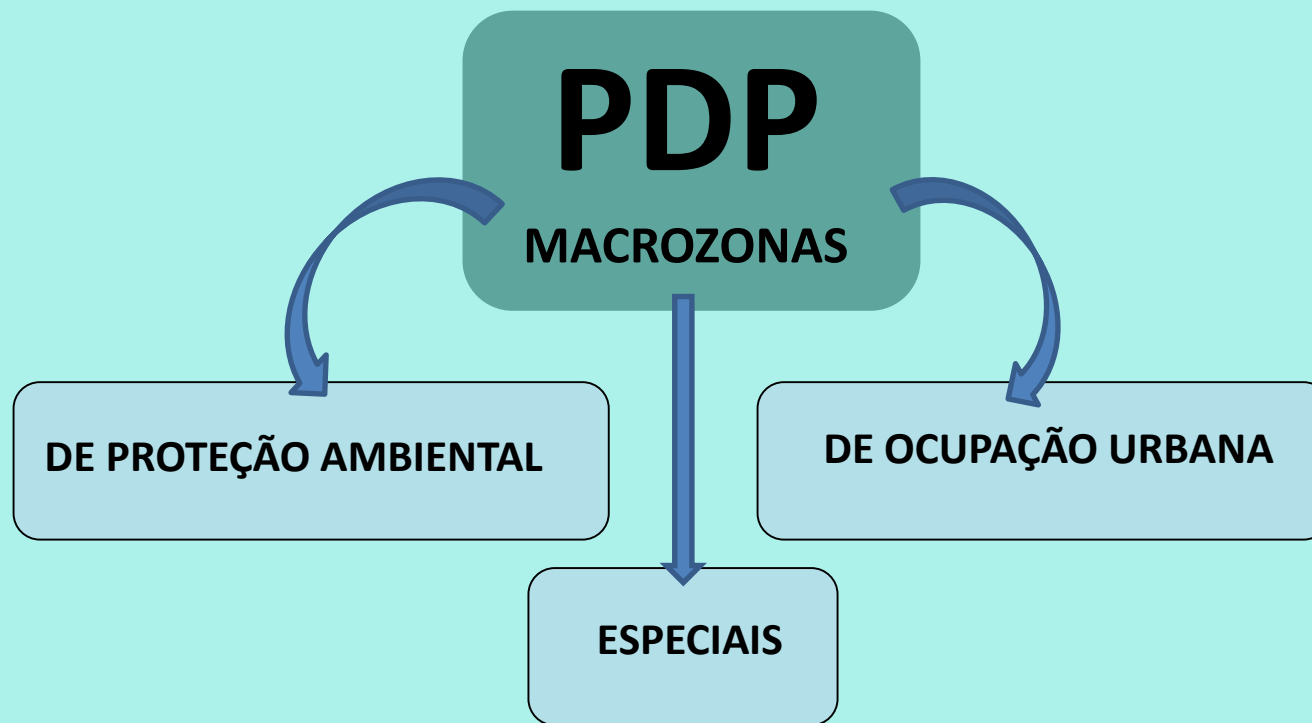 PDP
MACROZONAS
DE PROTEÇÃO AMBIENTAL
DE OCUPAÇÃO URBANA
ESPECIAIS